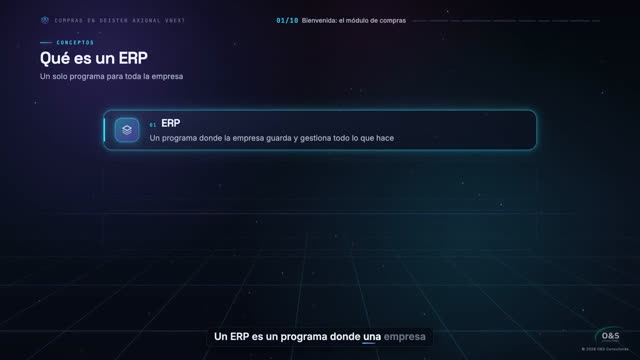 COMPRAS EN DEISTER AXIONAL VNEXT
01/10 Bienvenida: el módulo de compras
CONCEPTOS
Qué es un ERP
Un solo programa para toda la empresa
01 ERP
Un programa donde la empresa guarda y gestiona todo lo que hace
Un ERP es un programa donde una empresa
O&S
© 2026 O&S Consultores